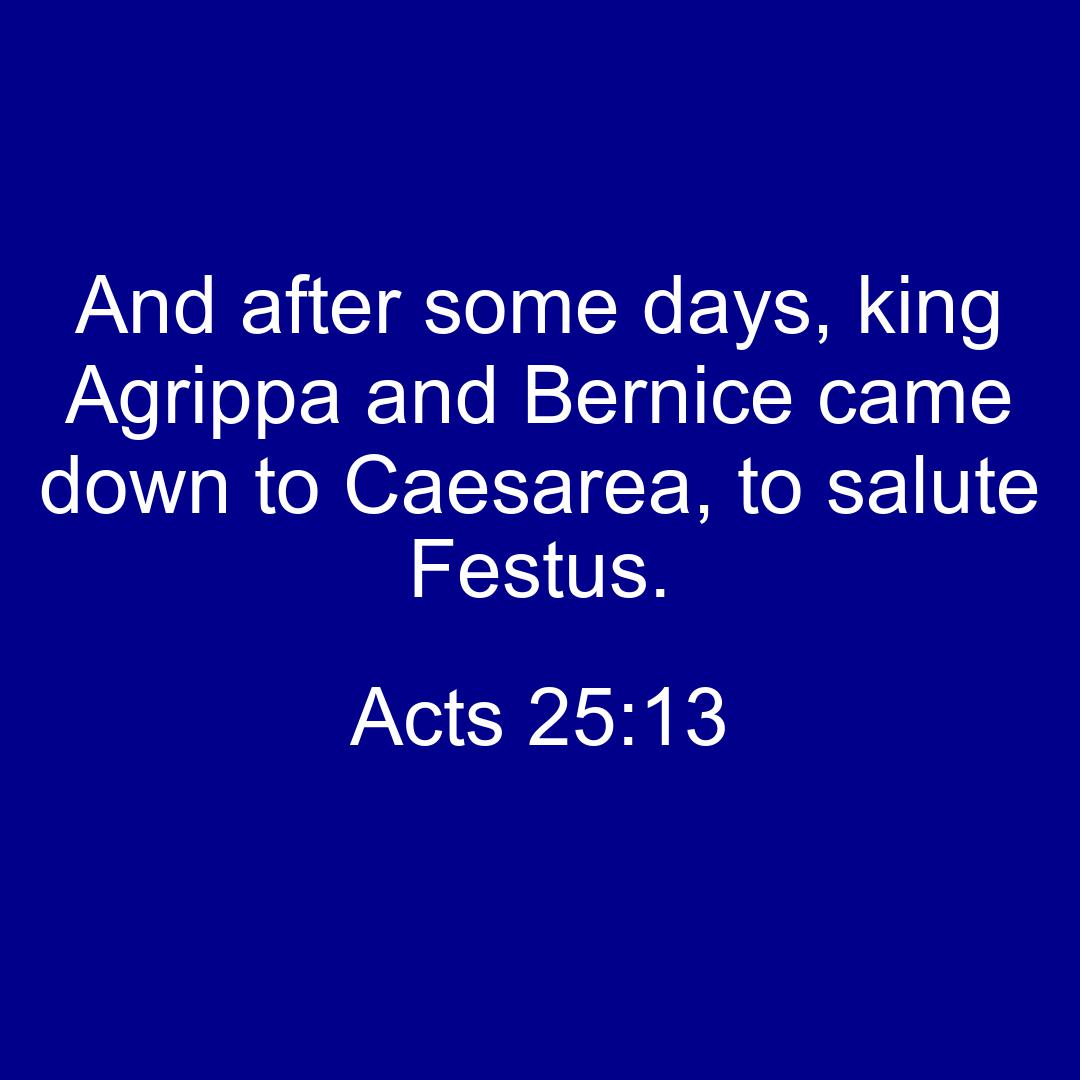 And after some days, king
Agrippa and Bernice came
down to Caesarea, to salute
Festus.
Acts 25:13